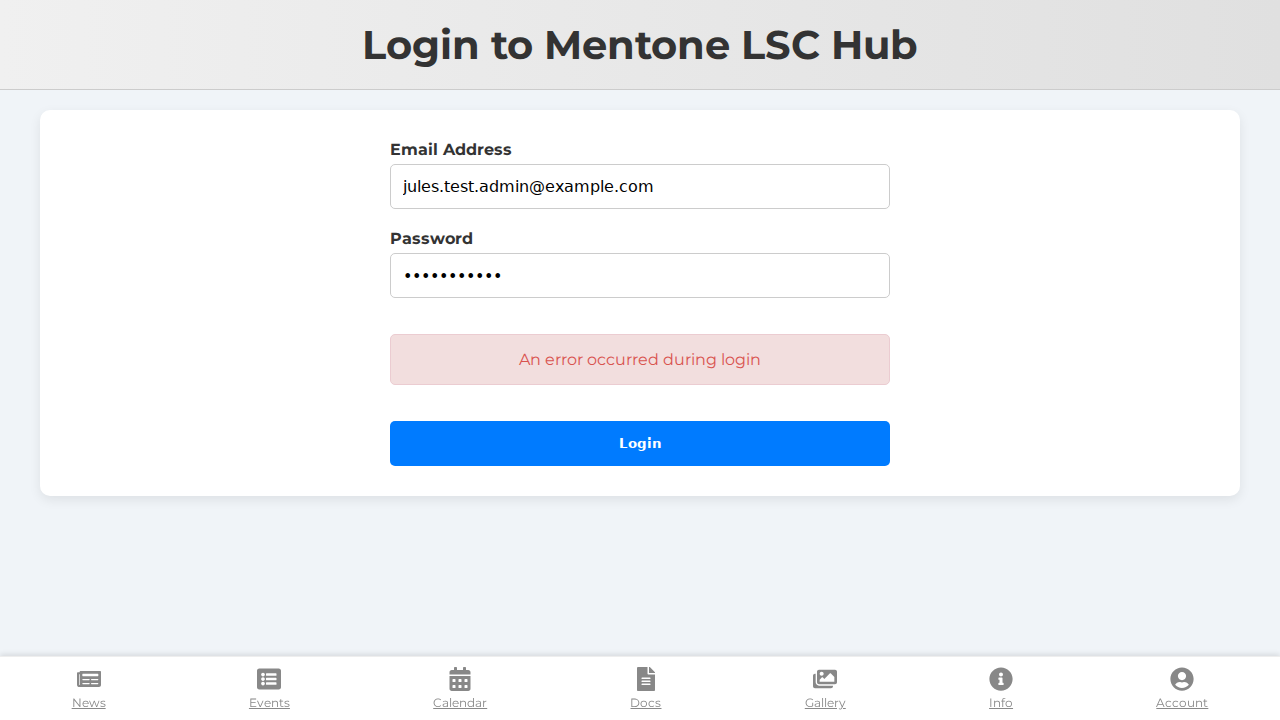 Login to Mentone LSC Hub
Email Address
jules.test.admin@example.com
Password
•••••••••••
An error occurred during login
Login
News Events Calendar Docs Gallery Info Account